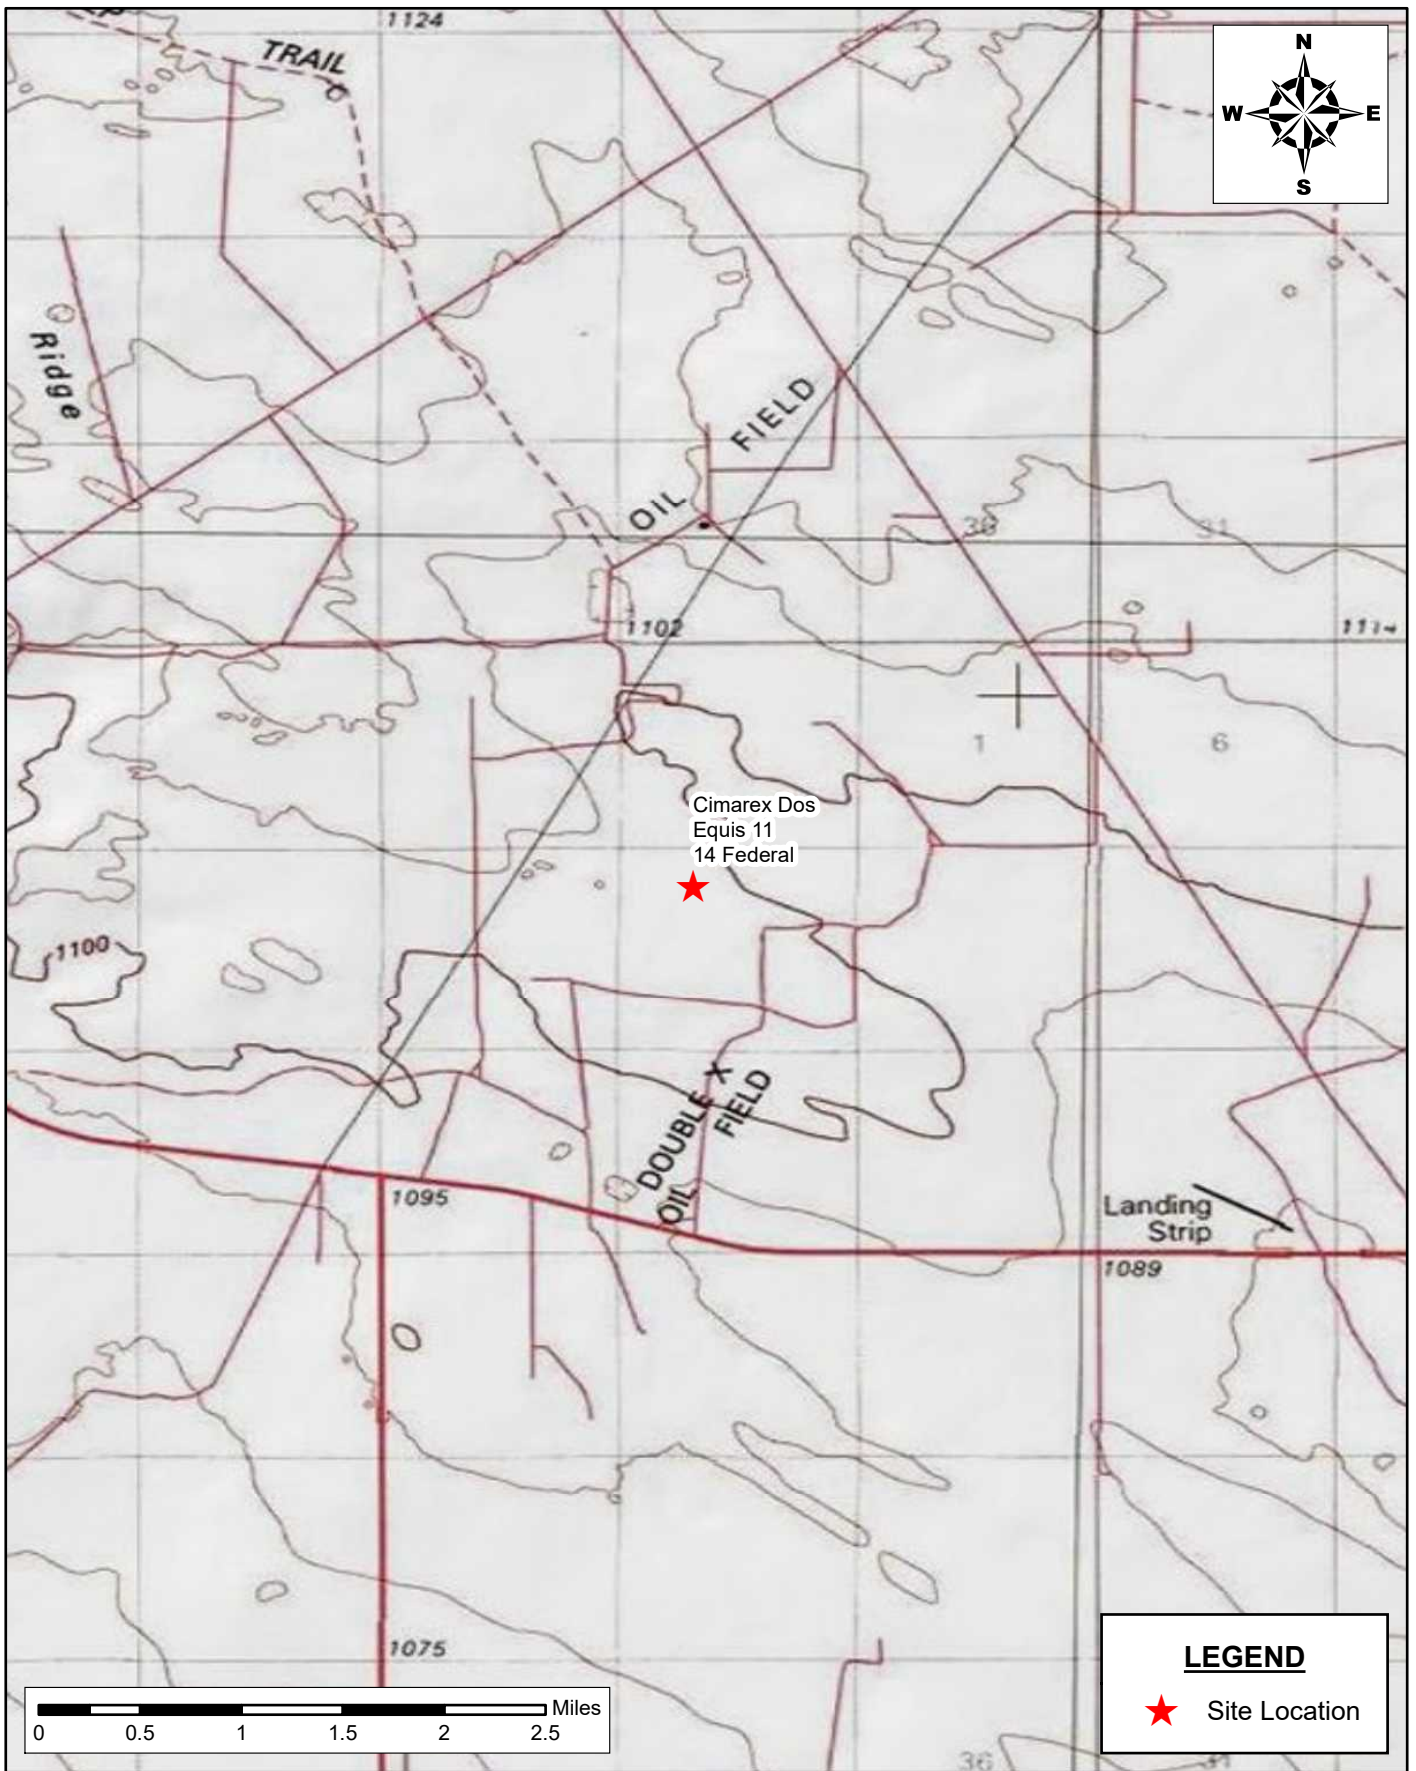 1124
TRAIL
N
W
E
S
Ridge
FIELD
OIL
36
31
1102
1114
1
6
Cimarex Dos
Equis 11
14 Federal
1100
DOUBLE X
OIL FIELD
1095
Landing
Strip
1089
1075
LEGEND
Site Location
Miles
0 0.5 1 1.5 2 2.5
36
31